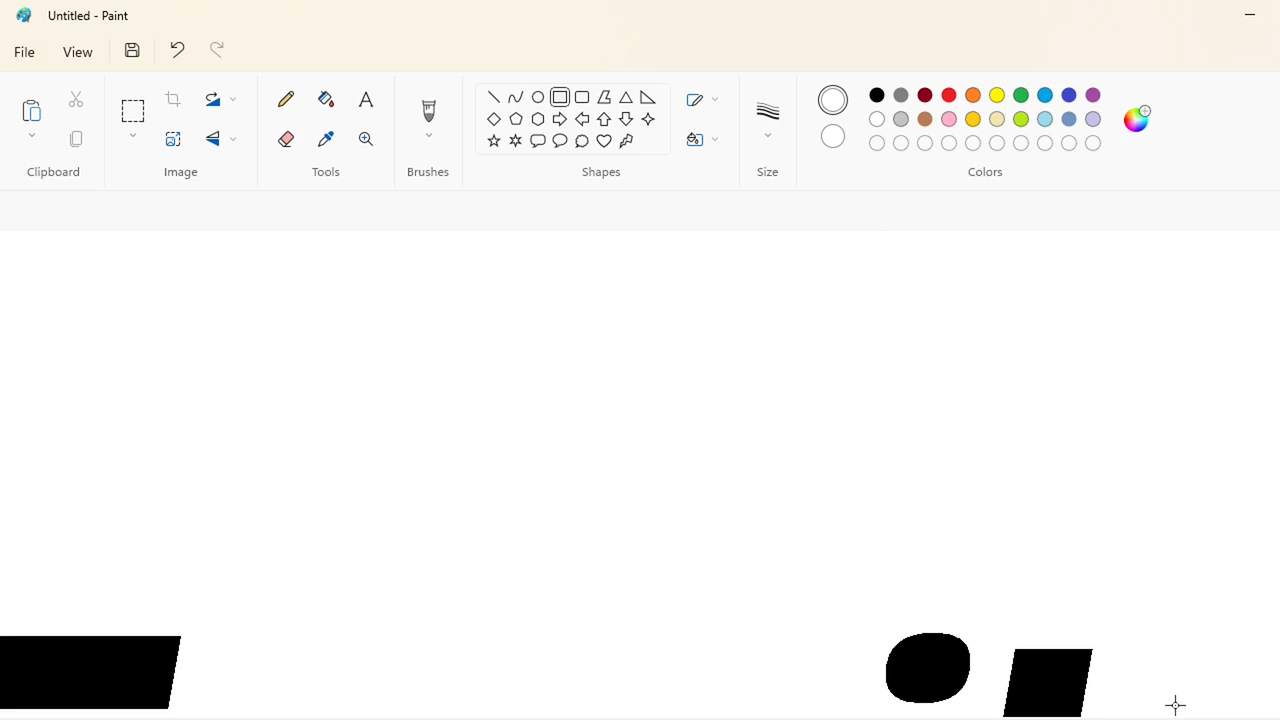 Untitled - Paint
File View
Clipboard Image Tools Brushes Shapes Size Colors